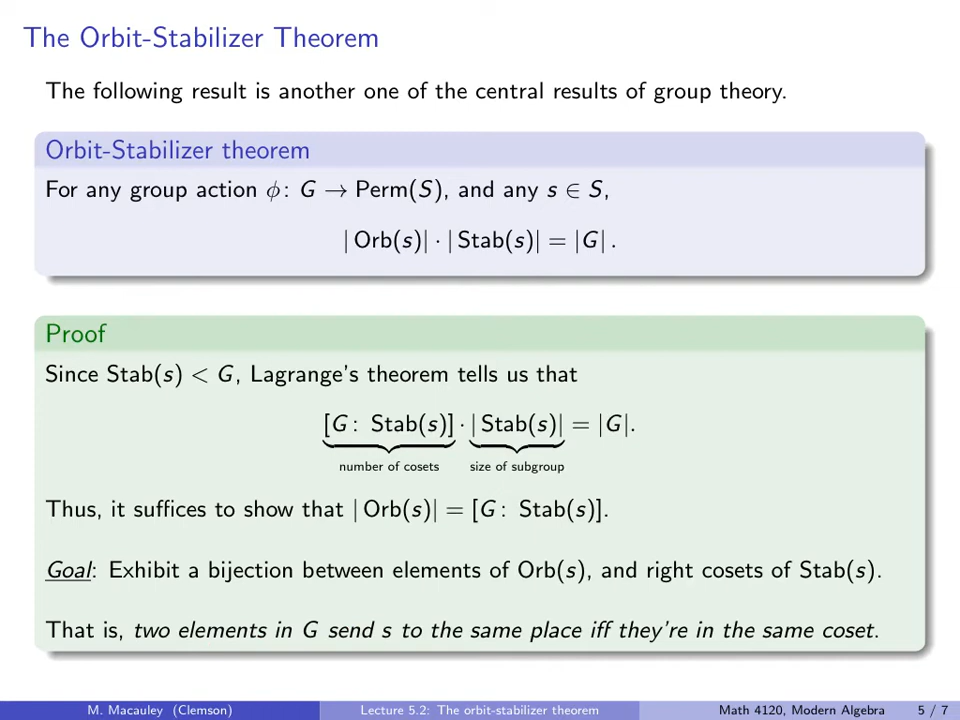 The Orbit-Stabilizer Theorem
The following result is another one of the central results of group theory.
Orbit-Stabilizer theorem
For any group action ϕ: G → Perm(S), and any s ∈ S,
| Orb(s)| · | Stab(s)| = |G| .
Proof
Since Stab(s) < G, Lagrange's theorem tells us that
[G : Stab(s)] · | Stab(s)| = |G|.
number of cosets size of subgroup
Thus, it suffices to show that | Orb(s)| = [G : Stab(s)].
Goal: Exhibit a bijection between elements of Orb(s), and right cosets of Stab(s).
That is, two elements in G send s to the same place iff they're in the same coset.
M. Macauley (Clemson) Lecture 5.2: The orbit-stabilizer theorem Math 4120, Modern Algebra 5 / 7